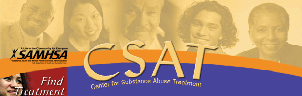 SAMHSA
CSAT
Center for Substance Abuse Treatment
Find
Treatment